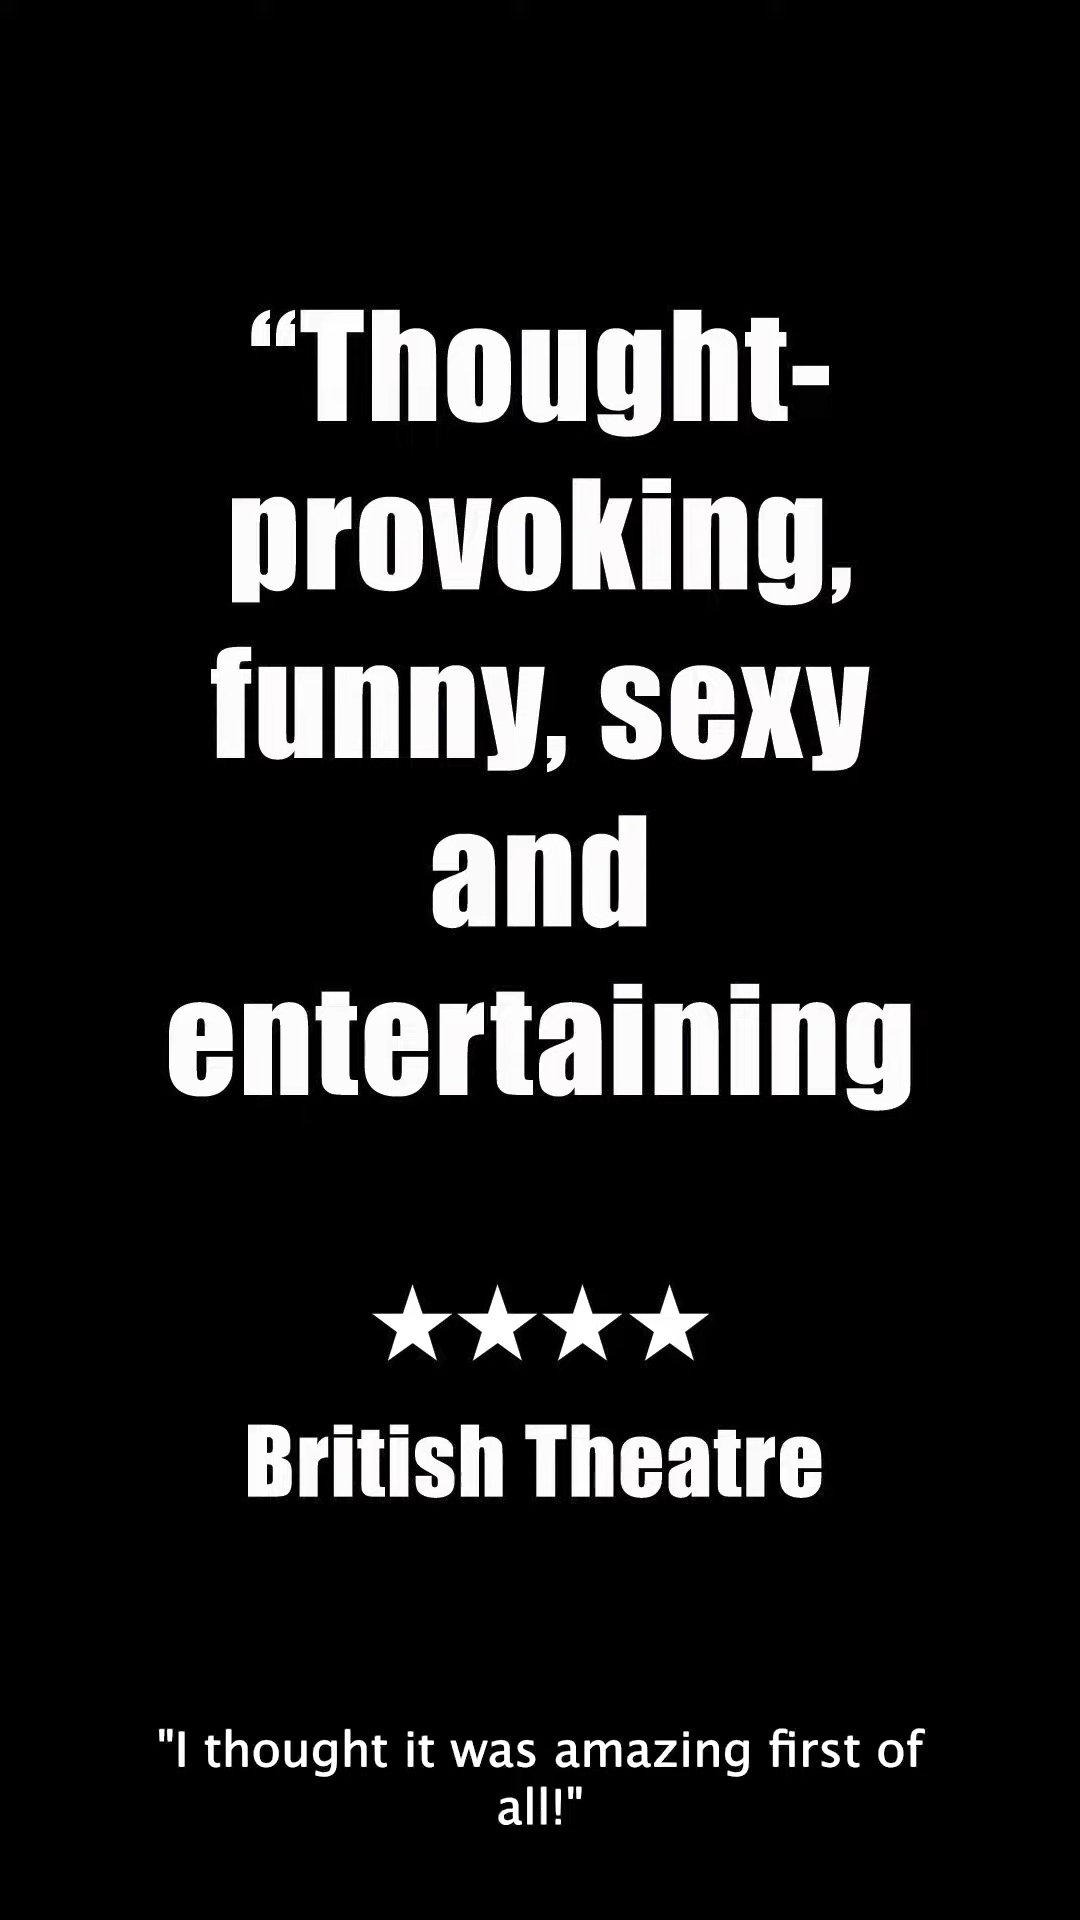 “Thought-
provoking,
funny, sexy
and
entertaining
★★★★
British Theatre
"I thought it was amazing first of
all!"